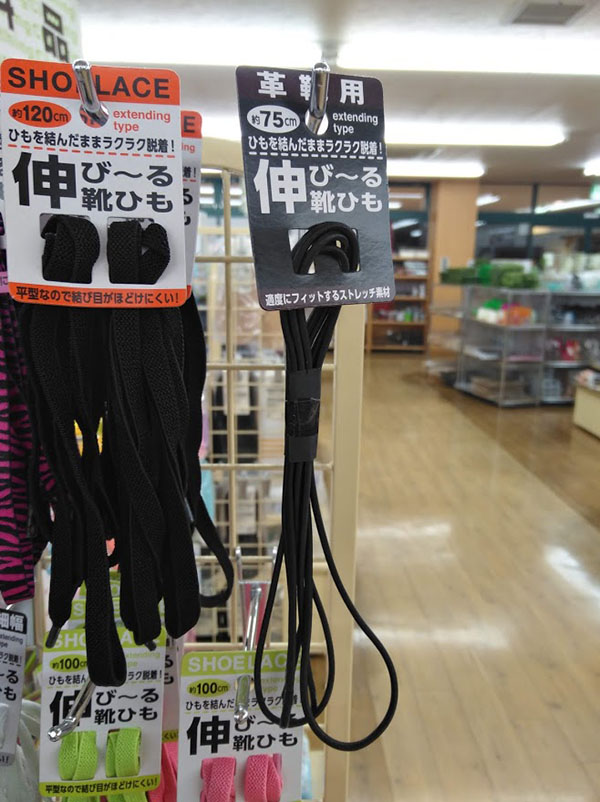 品
SHOELACE
約120cm
extending
type
ひもを結んだままラクラク脱着!
伸び〜る
靴ひも
平型なので結び目がほどけにくい!
革靴用
約75cm
extending
type
ひもを結んだままラクラク脱着!
伸び〜る
靴ひも
適度にフィットするストレッチ素材
細幅
SHOELACE
約100cm
伸び〜る
靴ひも
平型なので結び目がほどけにくい!
SHOELAC
約100cm
ひもを結んだ
ラク
伸び〜る
靴ひも